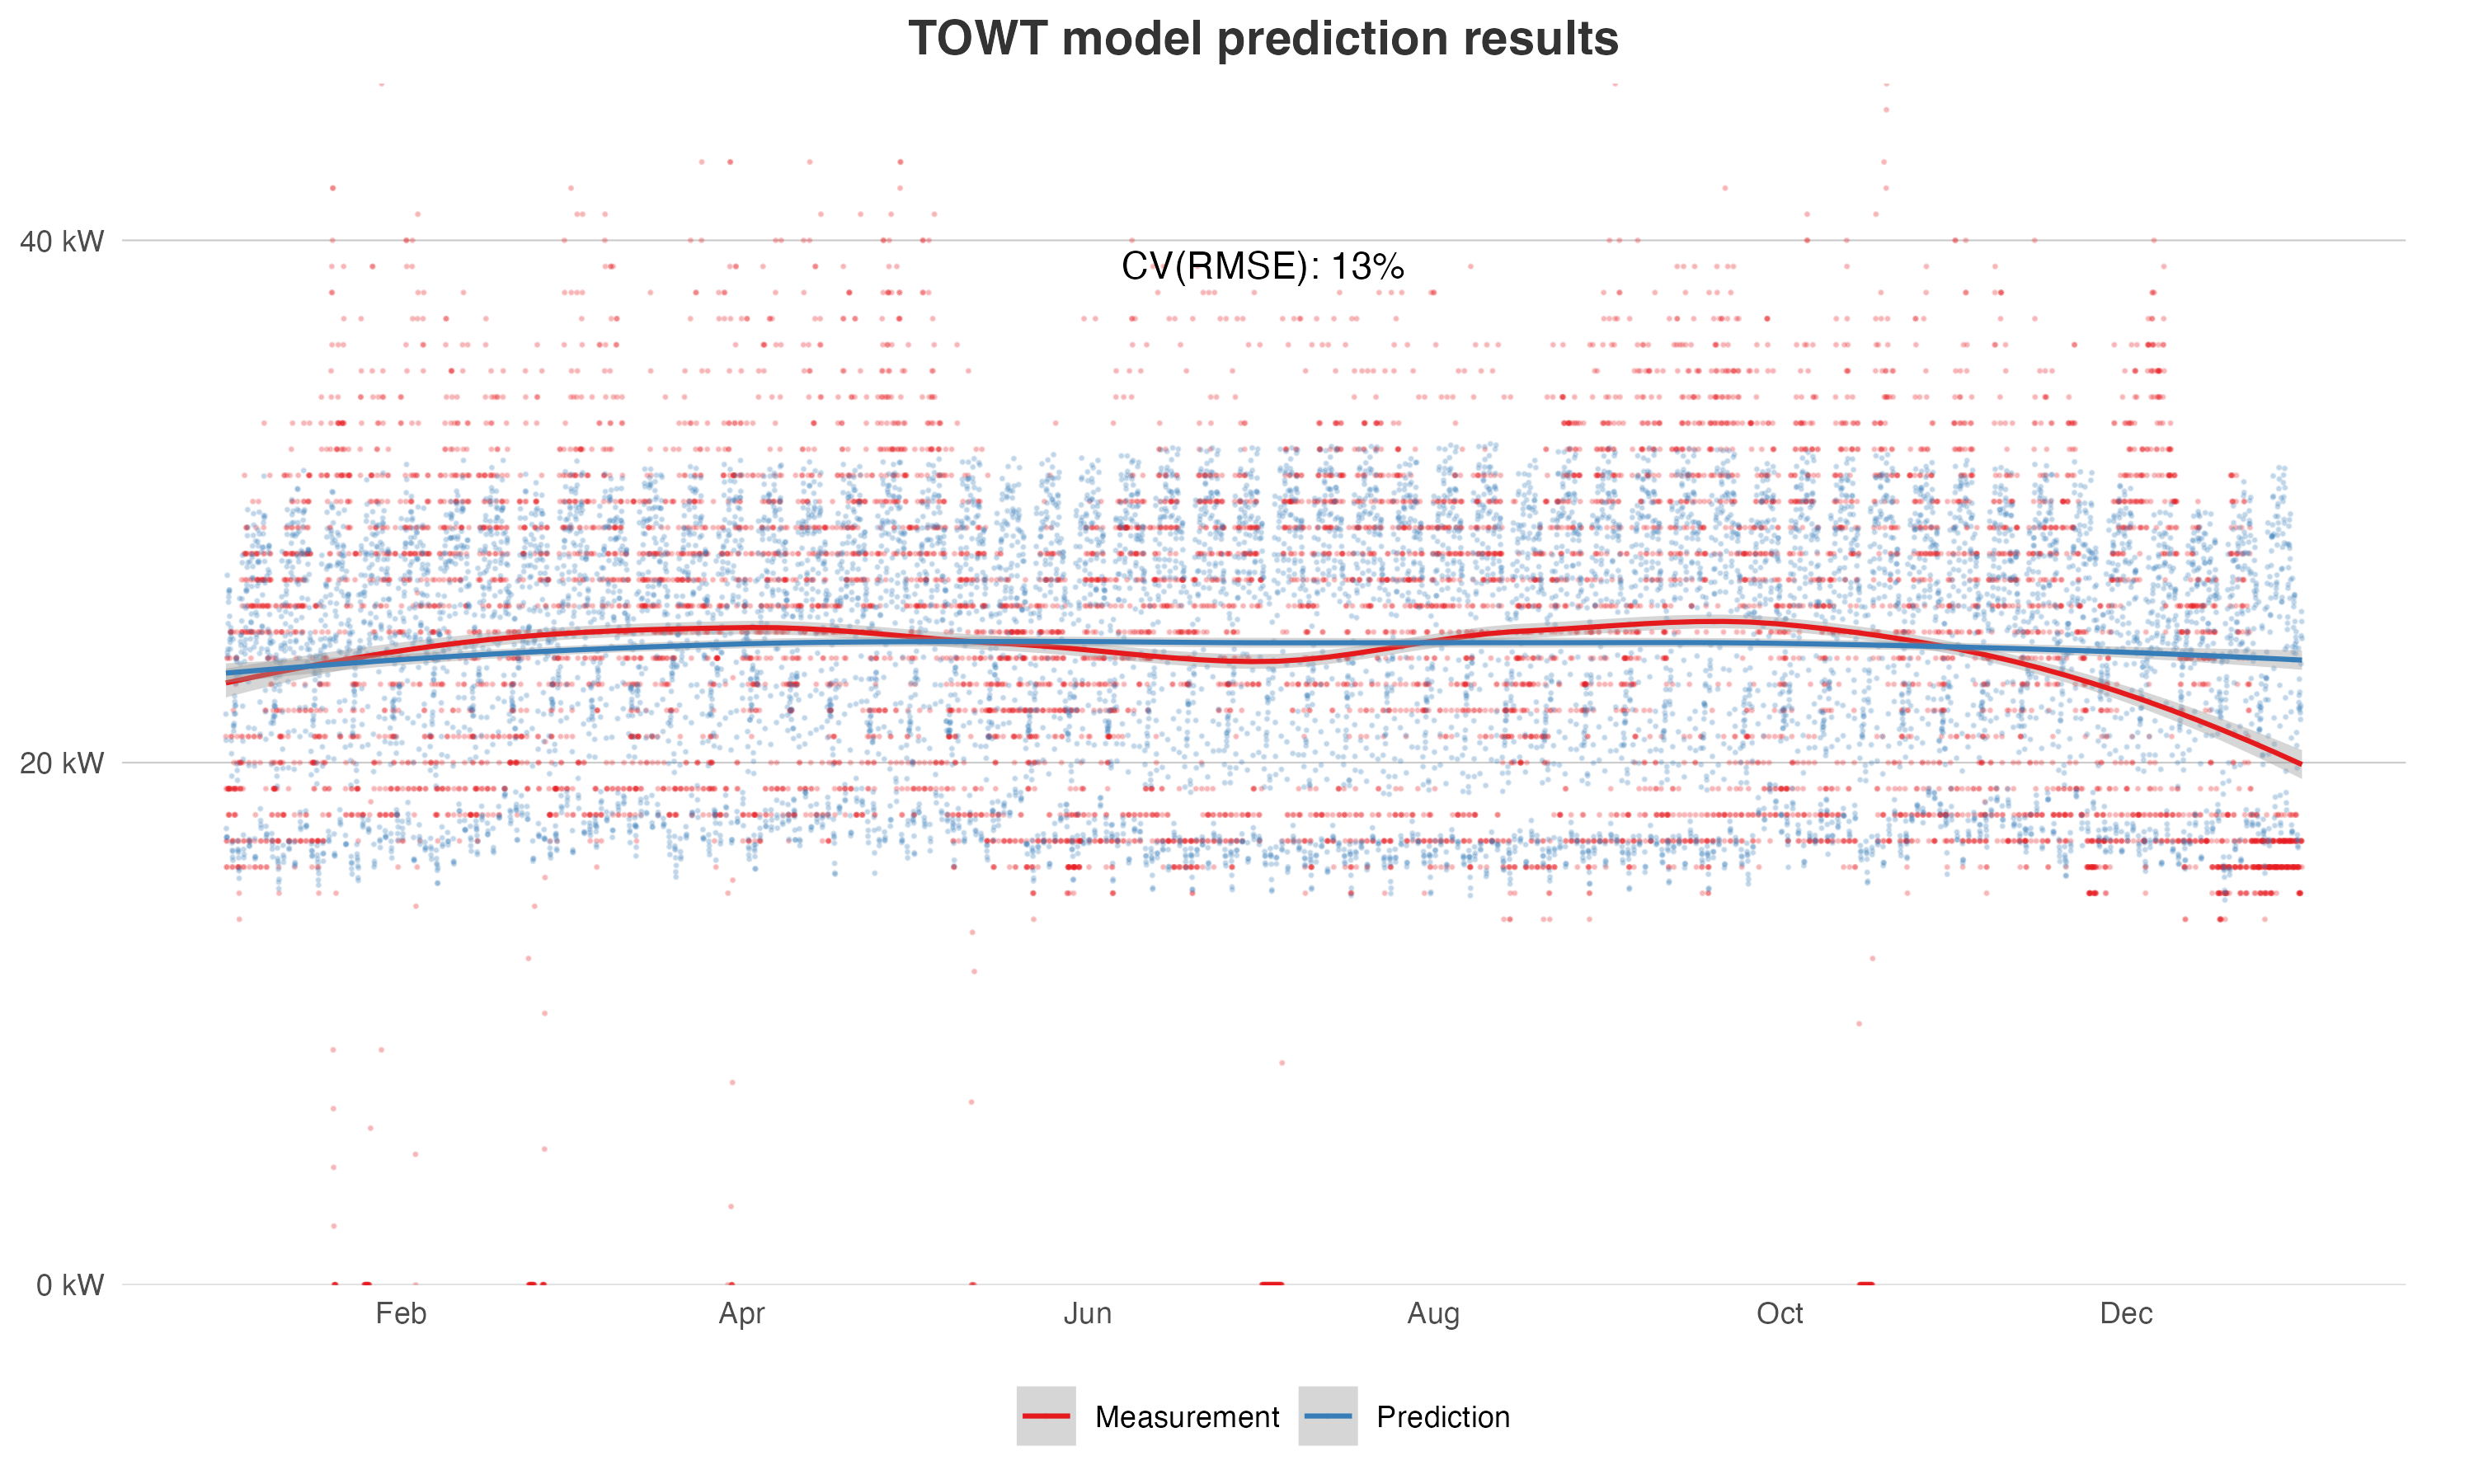 TOWT model prediction results
40 kW
CV(RMSE): 13%
20 kW
0 kW
Feb Apr Jun Aug Oct Dec
Measurement Prediction